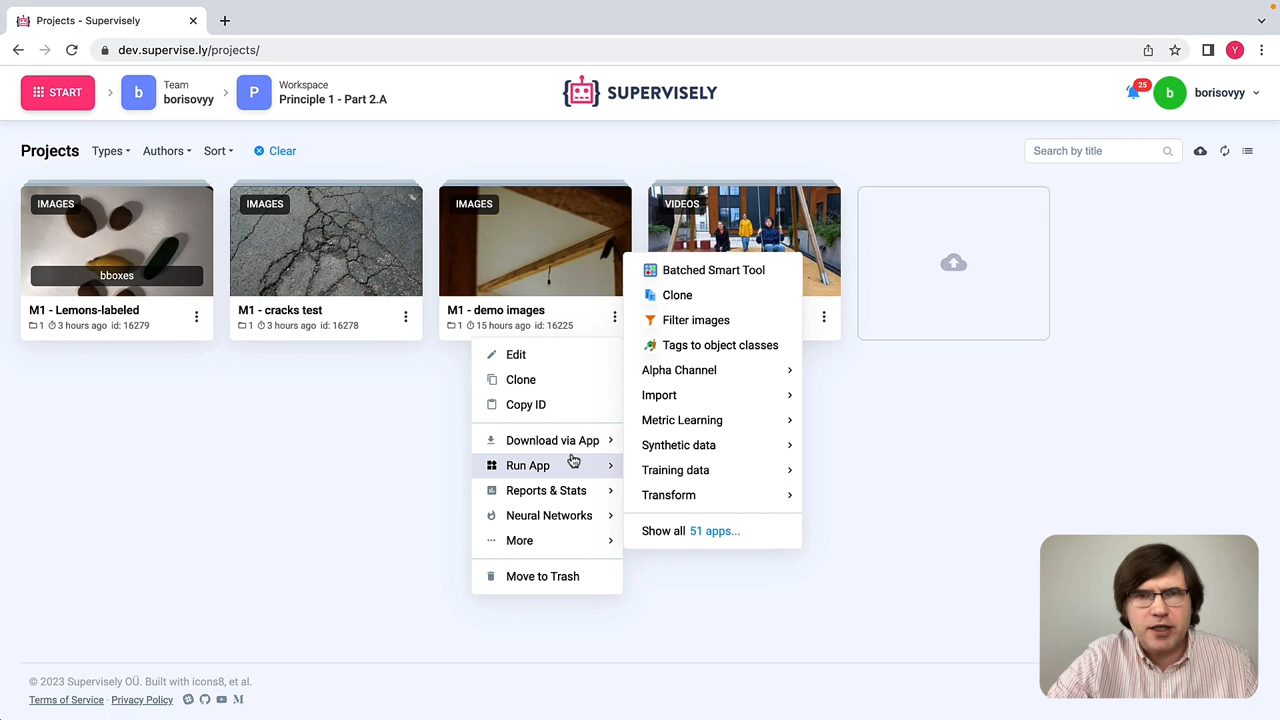 Projects - Supervisely
dev.supervise.ly/projects/
Y
START
b
Team
borisovyy
P
Workspace
Principle 1 - Part 2.A
SUPERVISELY
25
b
borisovyy
Projects
Types
Authors
Sort
Clear
Search by title
IMAGES
bboxes
M1 - Lemons-labeled
1 3 hours ago id: 16279
IMAGES
M1 - cracks test
1 3 hours ago id: 16278
IMAGES
M1 - demo images
1 15 hours ago id: 16225
VIDEOS
Edit
Clone
Copy ID
Download via App
Run App
Reports & Stats
Neural Networks
More
Move to Trash
Batched Smart Tool
Clone
Filter images
Tags to object classes
Alpha Channel
Import
Metric Learning
Synthetic data
Training data
Transform
Show all 51 apps...
© 2023 Supervisely OÜ. Built with icons8, et al.
Terms of Service · Privacy Policy